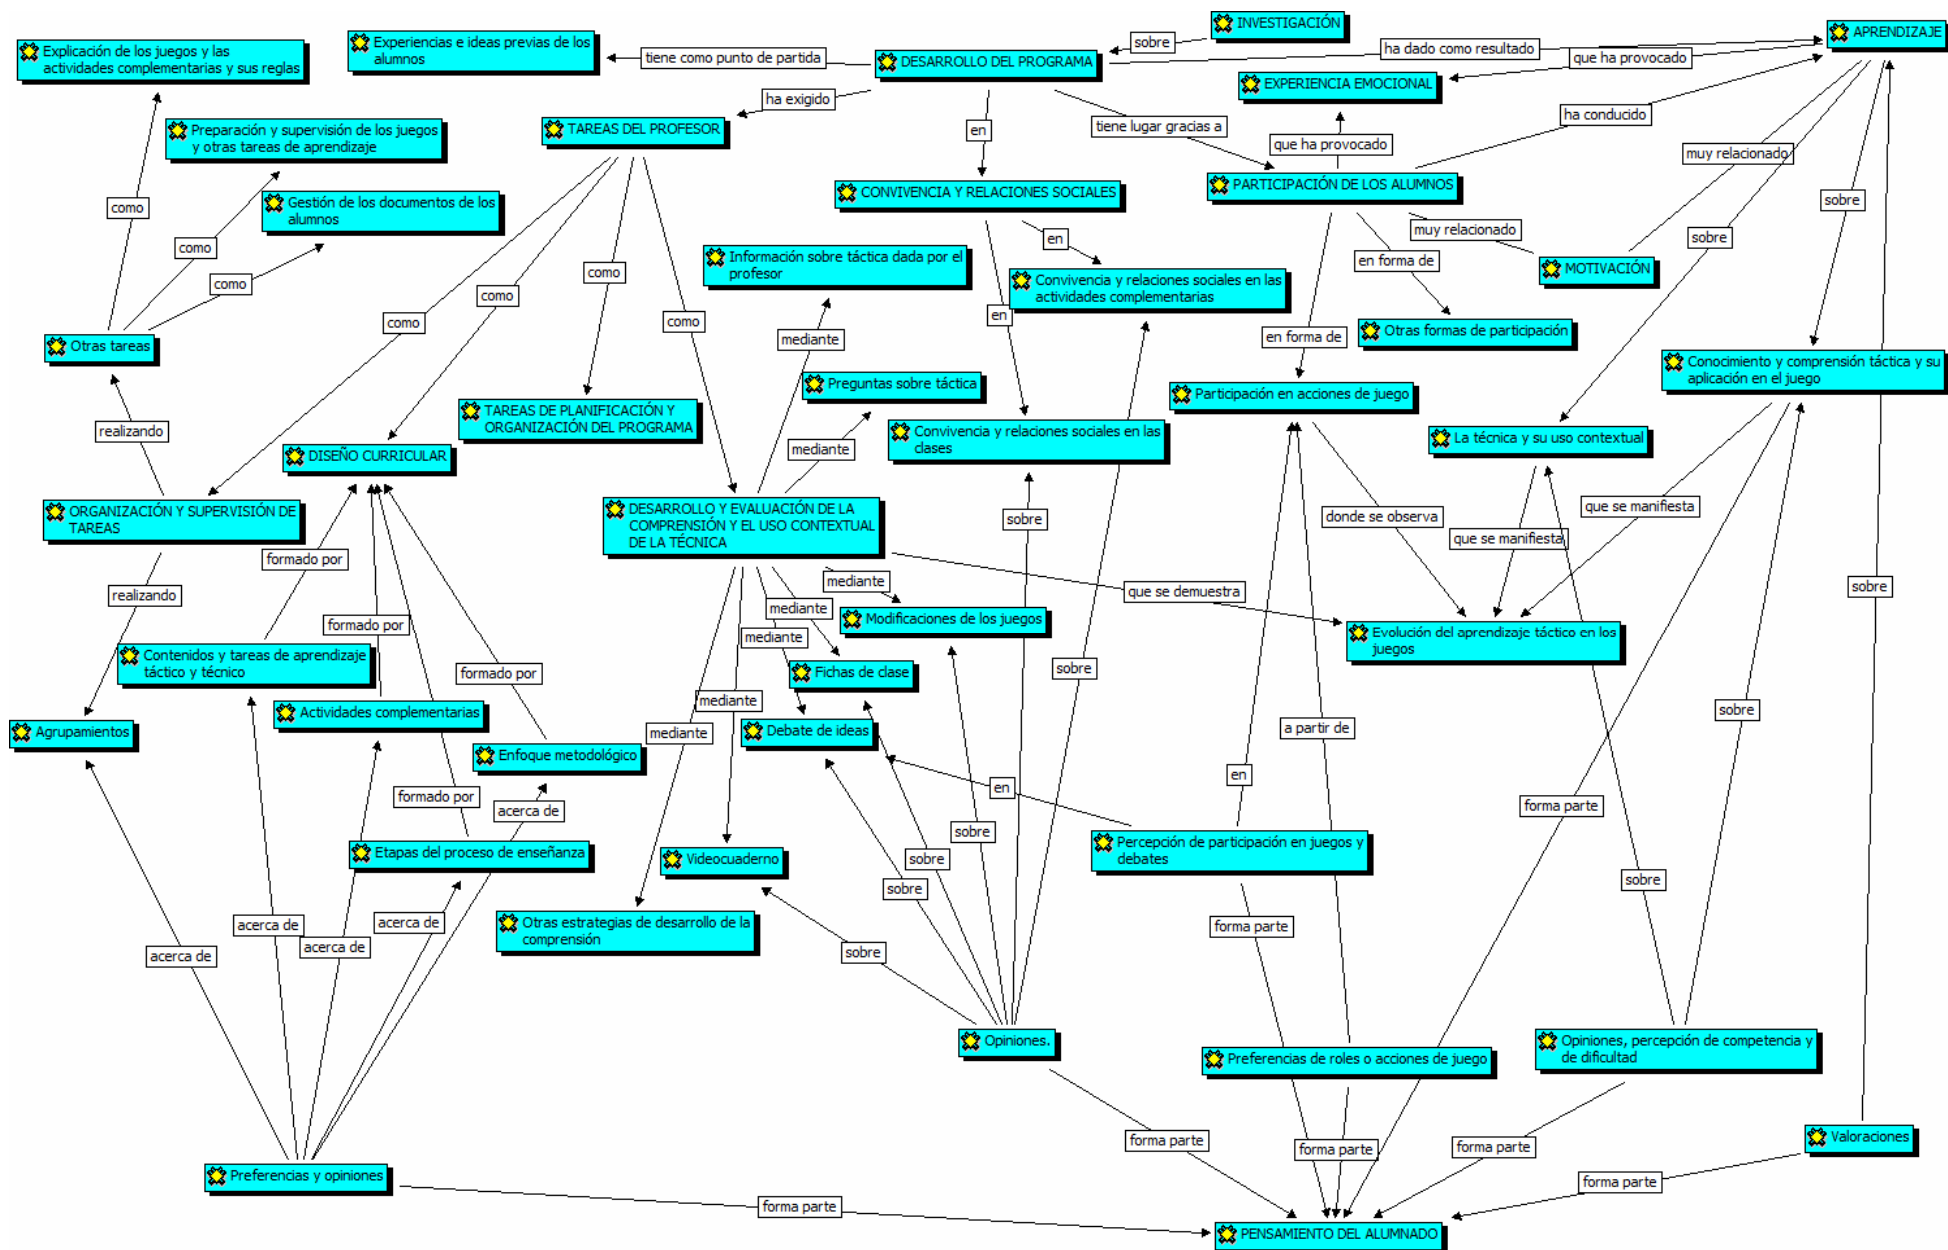 INVESTIGACIÓN
APRENDIZAJE
Explicación de los juegos y las
actividades complementarias y sus reglas
Experiencias e ideas previas de los
alumnos
tiene como punto de partida
sobre
DESARROLLO DEL PROGRAMA
ha dado como resultado
que ha provocado
EXPERIENCIA EMOCIONAL
ha exigido
ha conducido
Preparación y supervisión de los juegos
y otras tareas de aprendizaje
TAREAS DEL PROFESOR
en
tiene lugar gracias a
que ha provocado
muy relacionado
CONVIVENCIA Y RELACIONES SOCIALES
PARTICIPACIÓN DE LOS ALUMNOS
sobre
como
Gestión de los documentos de los
alumnos
como
como
en
muy relacionado
sobre
Información sobre táctica dada por el
profesor
como
como
en forma de
MOTIVACIÓN
Convivencia y relaciones sociales en las
actividades complementarias
como
como
en
Otras formas de participación
Otras tareas
mediante
en forma de
Conocimiento y comprensión táctica y su
aplicación en el juego
Preguntas sobre táctica
Participación en acciones de juego
TAREAS DE PLANIFICACIÓN Y
ORGANIZACIÓN DEL PROGRAMA
realizando
mediante
Convivencia y relaciones sociales en las
clases
La técnica y su uso contextual
DISEÑO CURRICULAR
ORGANIZACIÓN Y SUPERVISIÓN DE
TAREAS
DESARROLLO Y EVALUACIÓN DE LA
COMPRENSIÓN Y EL USO CONTEXTUAL
DE LA TÉCNICA
sobre
donde se observa
que se manifiesta
que se manifiesta
formado por
realizando
mediante
que se demuestra
sobre
mediante
Modificaciones de los juegos
formado por
mediante
Evolución del aprendizaje táctico en los
juegos
Contenidos y tareas de aprendizaje
táctico y técnico
formado por
Fichas de clase
sobre
mediante
Actividades complementarias
sobre
Agrupamientos
mediante
Debate de ideas
a partir de
Enfoque metodológico
en
en
formado por
acerca de
forma parte
sobre
Percepción de participación en juegos y
debates
Etapas del proceso de enseñanza
Videocuaderno
sobre
sobre
sobre
Otras estrategias de desarrollo de la
comprensión
acerca de
acerca de
acerca de
acerca de
sobre
forma parte
Opiniones.
Preferencias de roles o acciones de juego
Opiniones, percepción de competencia y
de dificultad
forma parte
forma parte
forma parte
Valoraciones
Preferencias y opiniones
forma parte
forma parte
PENSAMIENTO DEL ALUMNADO